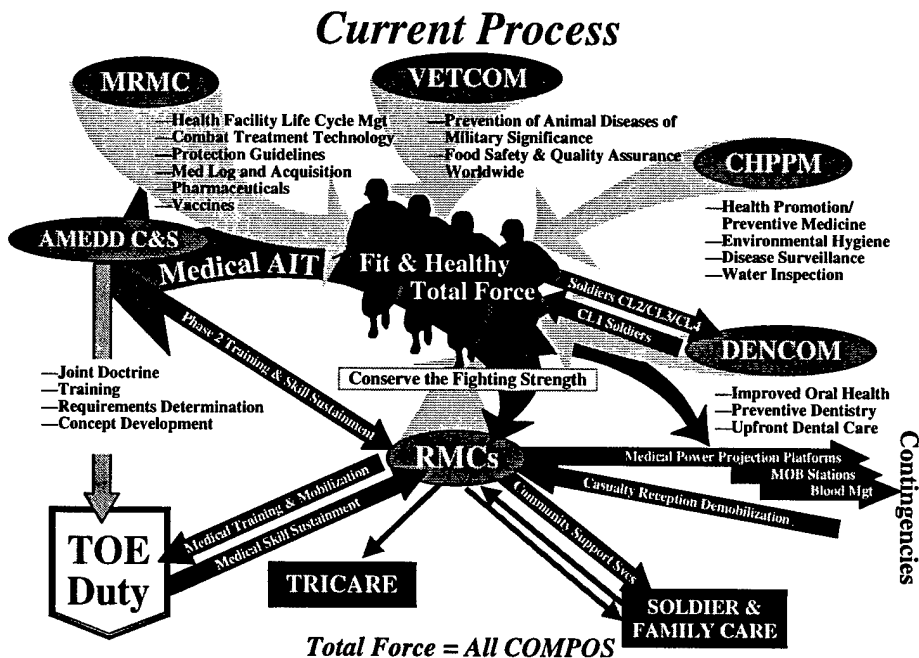 Current Process
MRMC
—Health Facility Life Cycle Mgt
—Combat Treatment Technology
—Protection Guidelines
—Med Log and Acquisition
—Pharmaceuticals
—Vaccines
VETCOM
—Prevention of Animal Diseases of
Military Significance
—Food Safety & Quality Assurance
Worldwide
CHPPM
—Health Promotion/
Preventive Medicine
—Environmental Hygiene
—Disease Surveillance
—Water Inspection
AMEDD C&S
Medical AIT
Fit & Healthy
Total Force
Soldiers CL2/CL3/CL4
CL1 Soldiers
DENCOM
—Improved Oral Health
—Preventive Dentistry
—Upfront Dental Care
Phase 2 Training & Skill Sustainment
Conserve the Fighting Strength
—Joint Doctrine
—Training
—Requirements Determination
—Concept Development
RMCs
Medical Power Projection Platforms
MOB Stations
Blood Mgt
Casualty Reception Demobilization
Contingencies
Medical Training & Mobilization
Medical Skill Sustainment
Community Support Svcs
TOE
Duty
TRICARE
SOLDIER &
FAMILY CARE
Total Force = All COMPOS